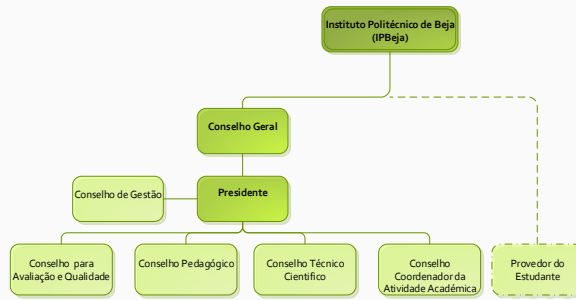 Instituto Politécnico de Beja
(IPBeja)
Conselho Geral
Conselho de Gestão
Presidente
Conselho para
Avaliação e Qualidade
Conselho Pedagógico
Conselho Técnico
Cientifico
Conselho
Coordenador da
Atividade Académica
Provedor do
Estudante